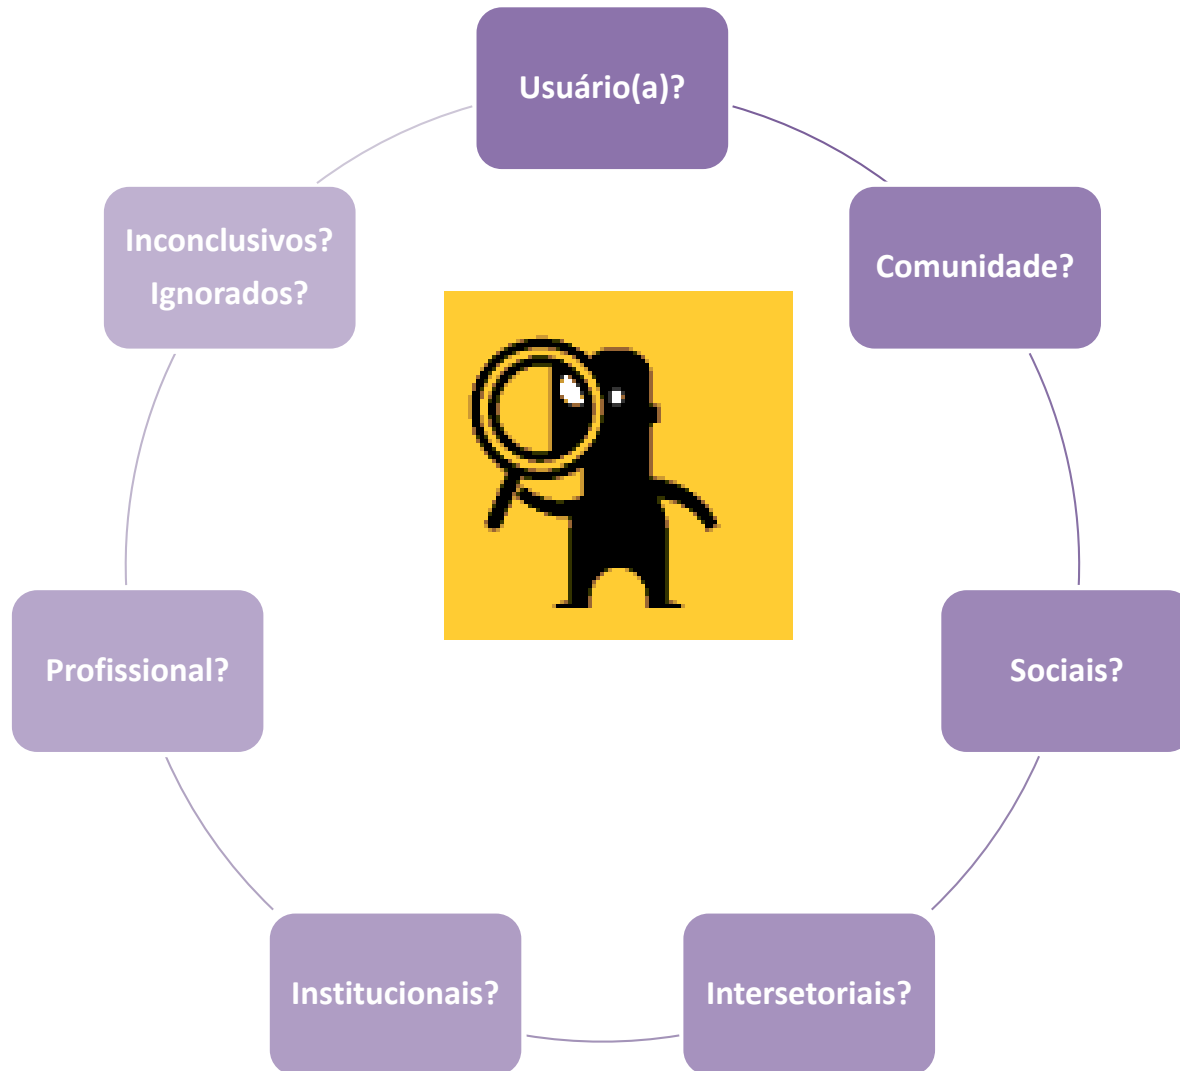 Usuário(a)?
Comunidade?
Sociais?
Intersetoriais?
Institucionais?
Profissional?
Inconclusivos?
Ignorados?